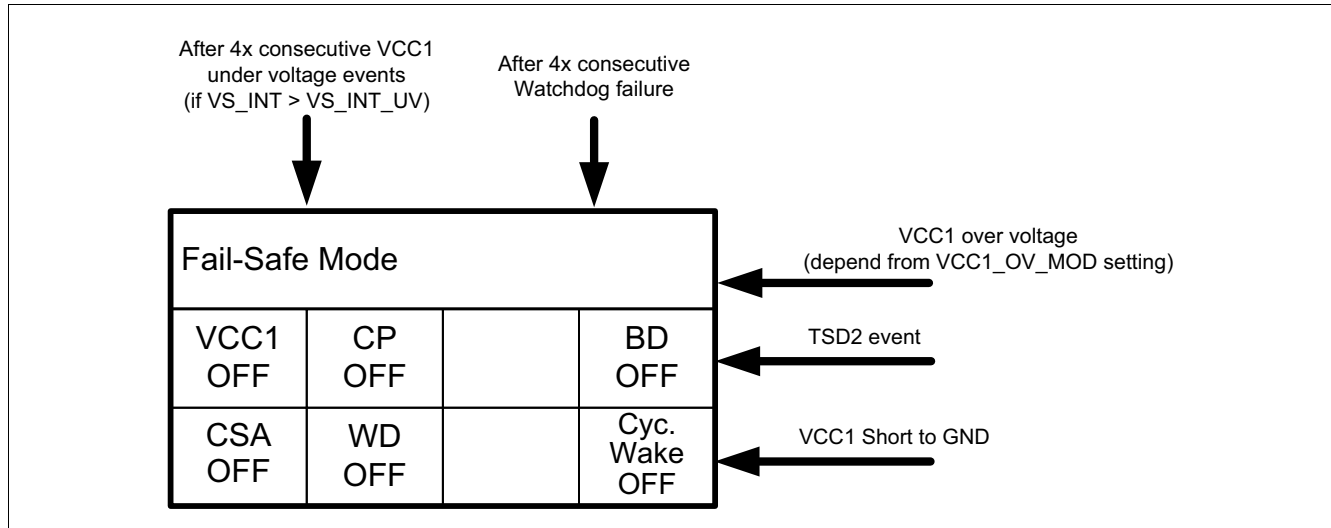 After 4x consecutive VCC1
under voltage events
(if VS_INT > VS_INT_UV)
After 4x consecutive
Watchdog failure
Fail-Safe Mode
VCC1 over voltage
(depend from VCC1_OV_MOD setting)
VCC1
OFF
CP
OFF
BD
OFF
TSD2 event
CSA
OFF
WD
OFF
Cyc.
Wake
OFF
VCC1 Short to GND